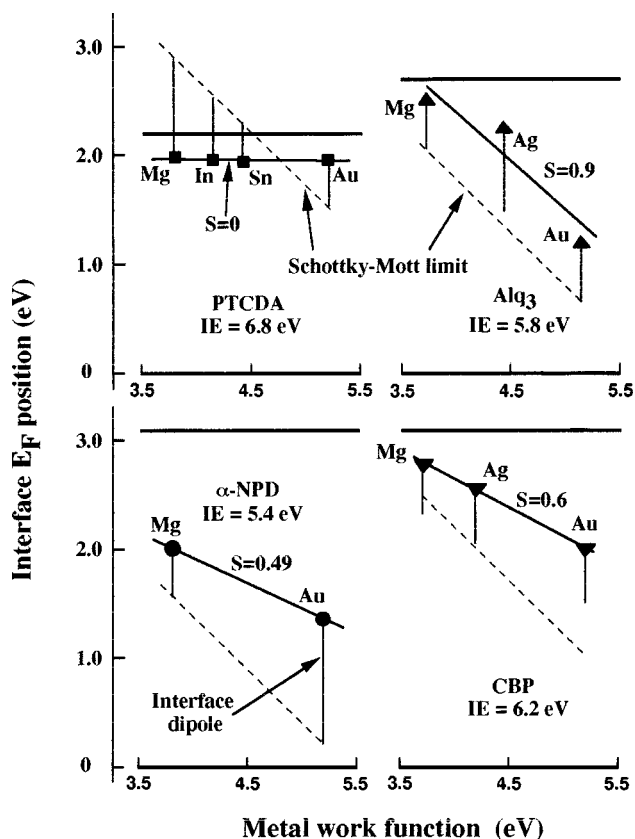 Interface E_F position (eV)
3.0
2.0
1.0
0
Mg
In
Sn
Au
S=0
Schottky-Mott limit
PTCDA
IE = 6.8 eV
3.5
4.5
5.5
Mg
Ag
S=0.9
Au
Alq₃
IE = 5.8 eV
3.5
4.5
5.5
3.0
2.0
1.0
0
α-NPD
IE = 5.4 eV
Mg
S=0.49
Au
Interface
dipole
3.5
4.5
5.5
Mg
Ag
S=0.6
Au
CBP
IE = 6.2 eV
3.5
4.5
5.5
Metal work function (eV)